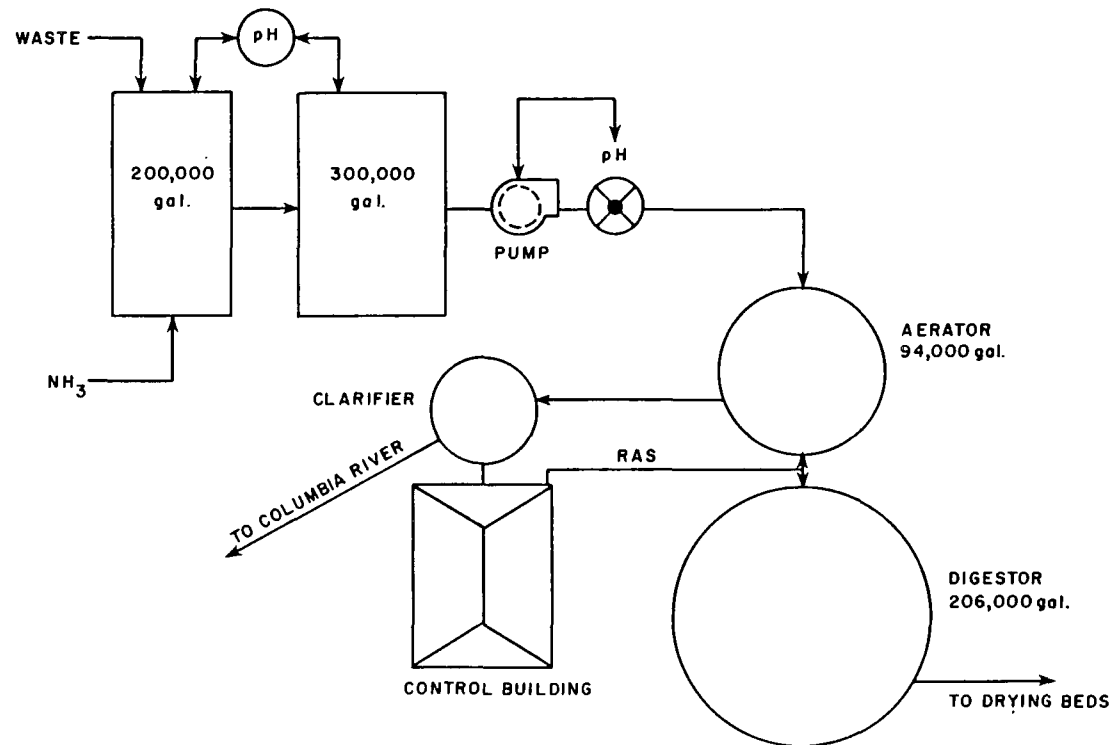 WASTE
pH
200,000
gal.
300,000
gal.
pH
PUMP
NH3
AERATOR
94,000 gal.
CLARIFIER
RAS
TO COLUMBIA RIVER
DIGESTOR
206,000 gal.
CONTROL BUILDING
TO DRYING BEDS